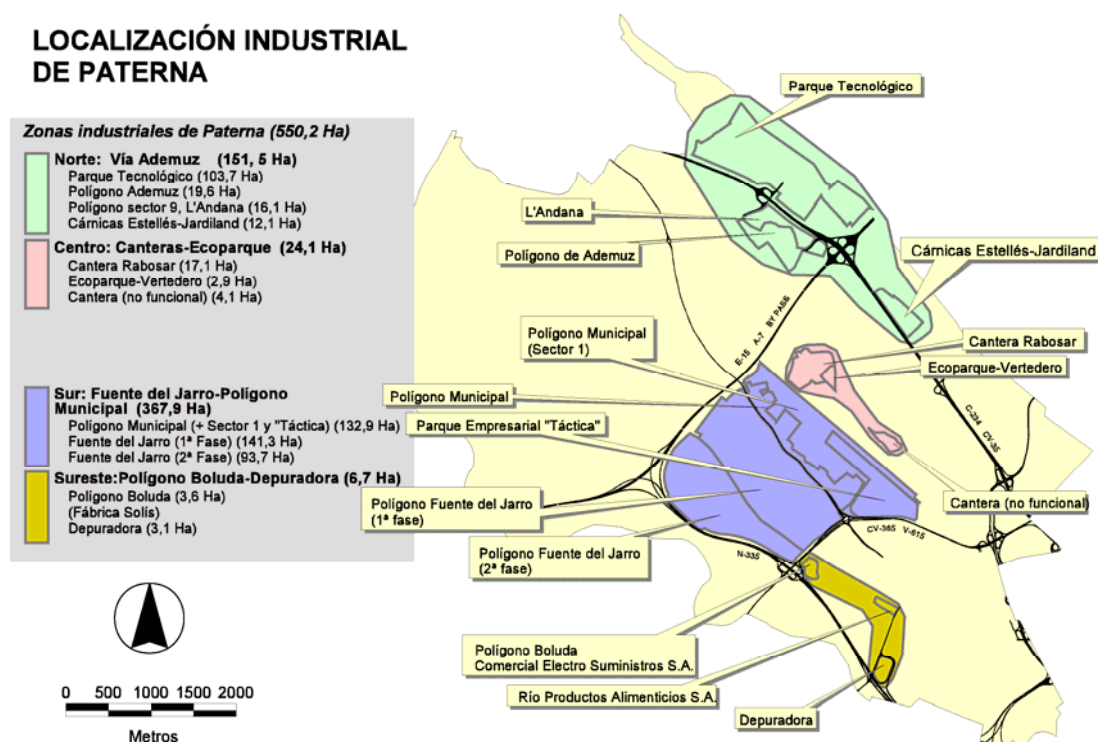 LOCALIZACIÓN INDUSTRIAL
DE PATERNA
Zonas industriales de Paterna (550,2 Ha)
Norte: Vía Ademuz (151, 5 Ha)
Parque Tecnológico (103,7 Ha)
Polígono Ademuz (19,6 Ha)
Polígono sector 9, L'Andana (16,1 Ha)
Cárnicas Estellés-Jardiland (12,1 Ha)
Centro: Canteras-Ecoparque (24,1 Ha)
Cantera Rabosar (17,1 Ha)
Ecoparque-Vertedero (2,9 Ha)
Cantera (no funcional) (4,1 Ha)
Sur: Fuente del Jarro-Polígono
Municipal (367,9 Ha)
Polígono Municipal (+ Sector 1 y "Táctica) (132,9 Ha)
Fuente del Jarro (1ª Fase) (141,3 Ha)
Fuente del Jarro (2ª Fase) (93,7 Ha)
Sureste:Polígono Boluda-Depuradora (6,7 Ha)
Polígono Boluda (3,6 Ha)
(Fábrica Solís)
Depuradora (3,1 Ha)
0 500 1000 1500 2000
Metros
Parque Tecnológico
L'Andana
Polígono de Ademuz
Cárnicas Estellés-Jardiland
Polígono Municipal
(Sector 1)
E-15 A-7 BY PASS
Cantera Rabosar
Ecoparque-Vertedero
Polígono Municipal
Parque Empresarial "Táctica"
C-234 CV-35
Polígono Fuente del Jarro
(1ª fase)
Cantera (no funcional)
CV-365 V-615
Polígono Fuente del Jarro
(2ª fase)
N-335
Polígono Boluda
Comercial Electro Suministros S.A.
Río Productos Alimenticios S.A.
Depuradora